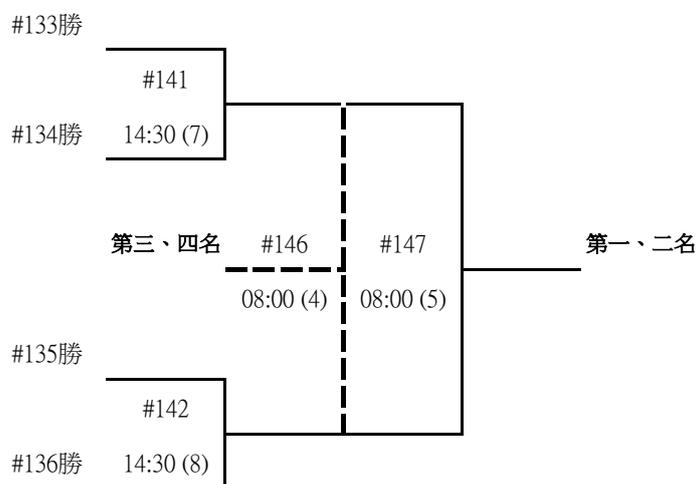 #133勝
#141
#134勝 14:30 (7)
第三、四名 #146 #147 第一、二名
08:00 (4) 08:00 (5)
#135勝
#142
#136勝 14:30 (8)